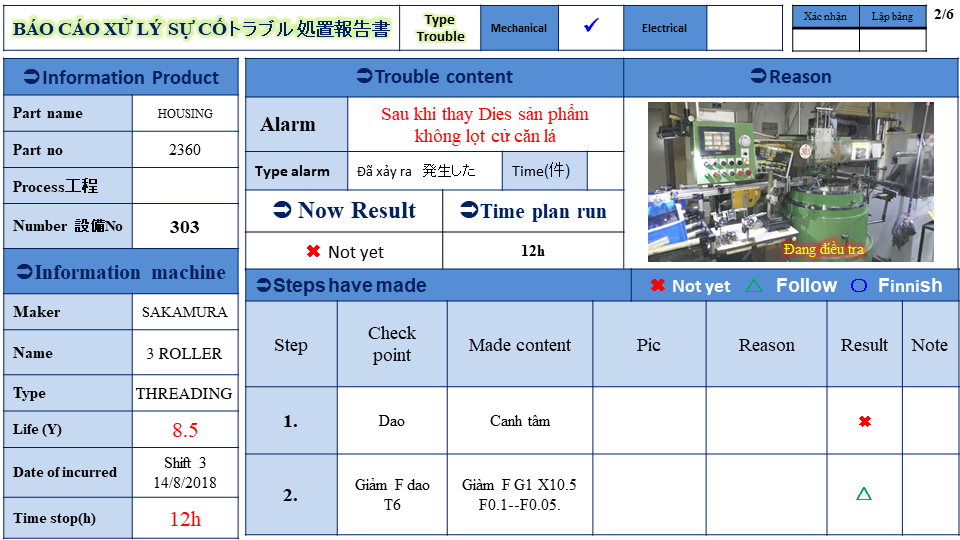 BÁO CÁO XỬ LÝ SỰ CỐトラブル処置報告書
Type
Trouble
Mechanical
✓
Electrical
Xác nhận
Lập bảng
2/6
➲Information Product
Part name
HOUSING
Part no
2360
Process工程
Number 設備No
303
➲Information machine
Maker
SAKAMURA
Name
3 ROLLER
Type
THREADING
Life (Y)
8.5
Date of incurred
Shift 3
14/8/2018
Time stop(h)
12h
➲Trouble content
Alarm
Sau khi thay Dies sản phẩm
không lọt cử căn lá
Type alarm
Đã xảy ra 発生した
Time(件)
➲ Now Result
➲Time plan run
✖ Not yet
12h
➲Reason
303
Đang điều tra
➲Steps have made
✖ Not yet △ Follow ○ Finnish
Step
Check
point
Made content
Pic
Reason
Result
Note
1.
Dao
Canh tâm
✖
2.
Giảm F dao
T6
Giảm F G1 X10.5
F0.1--F0.05.
△